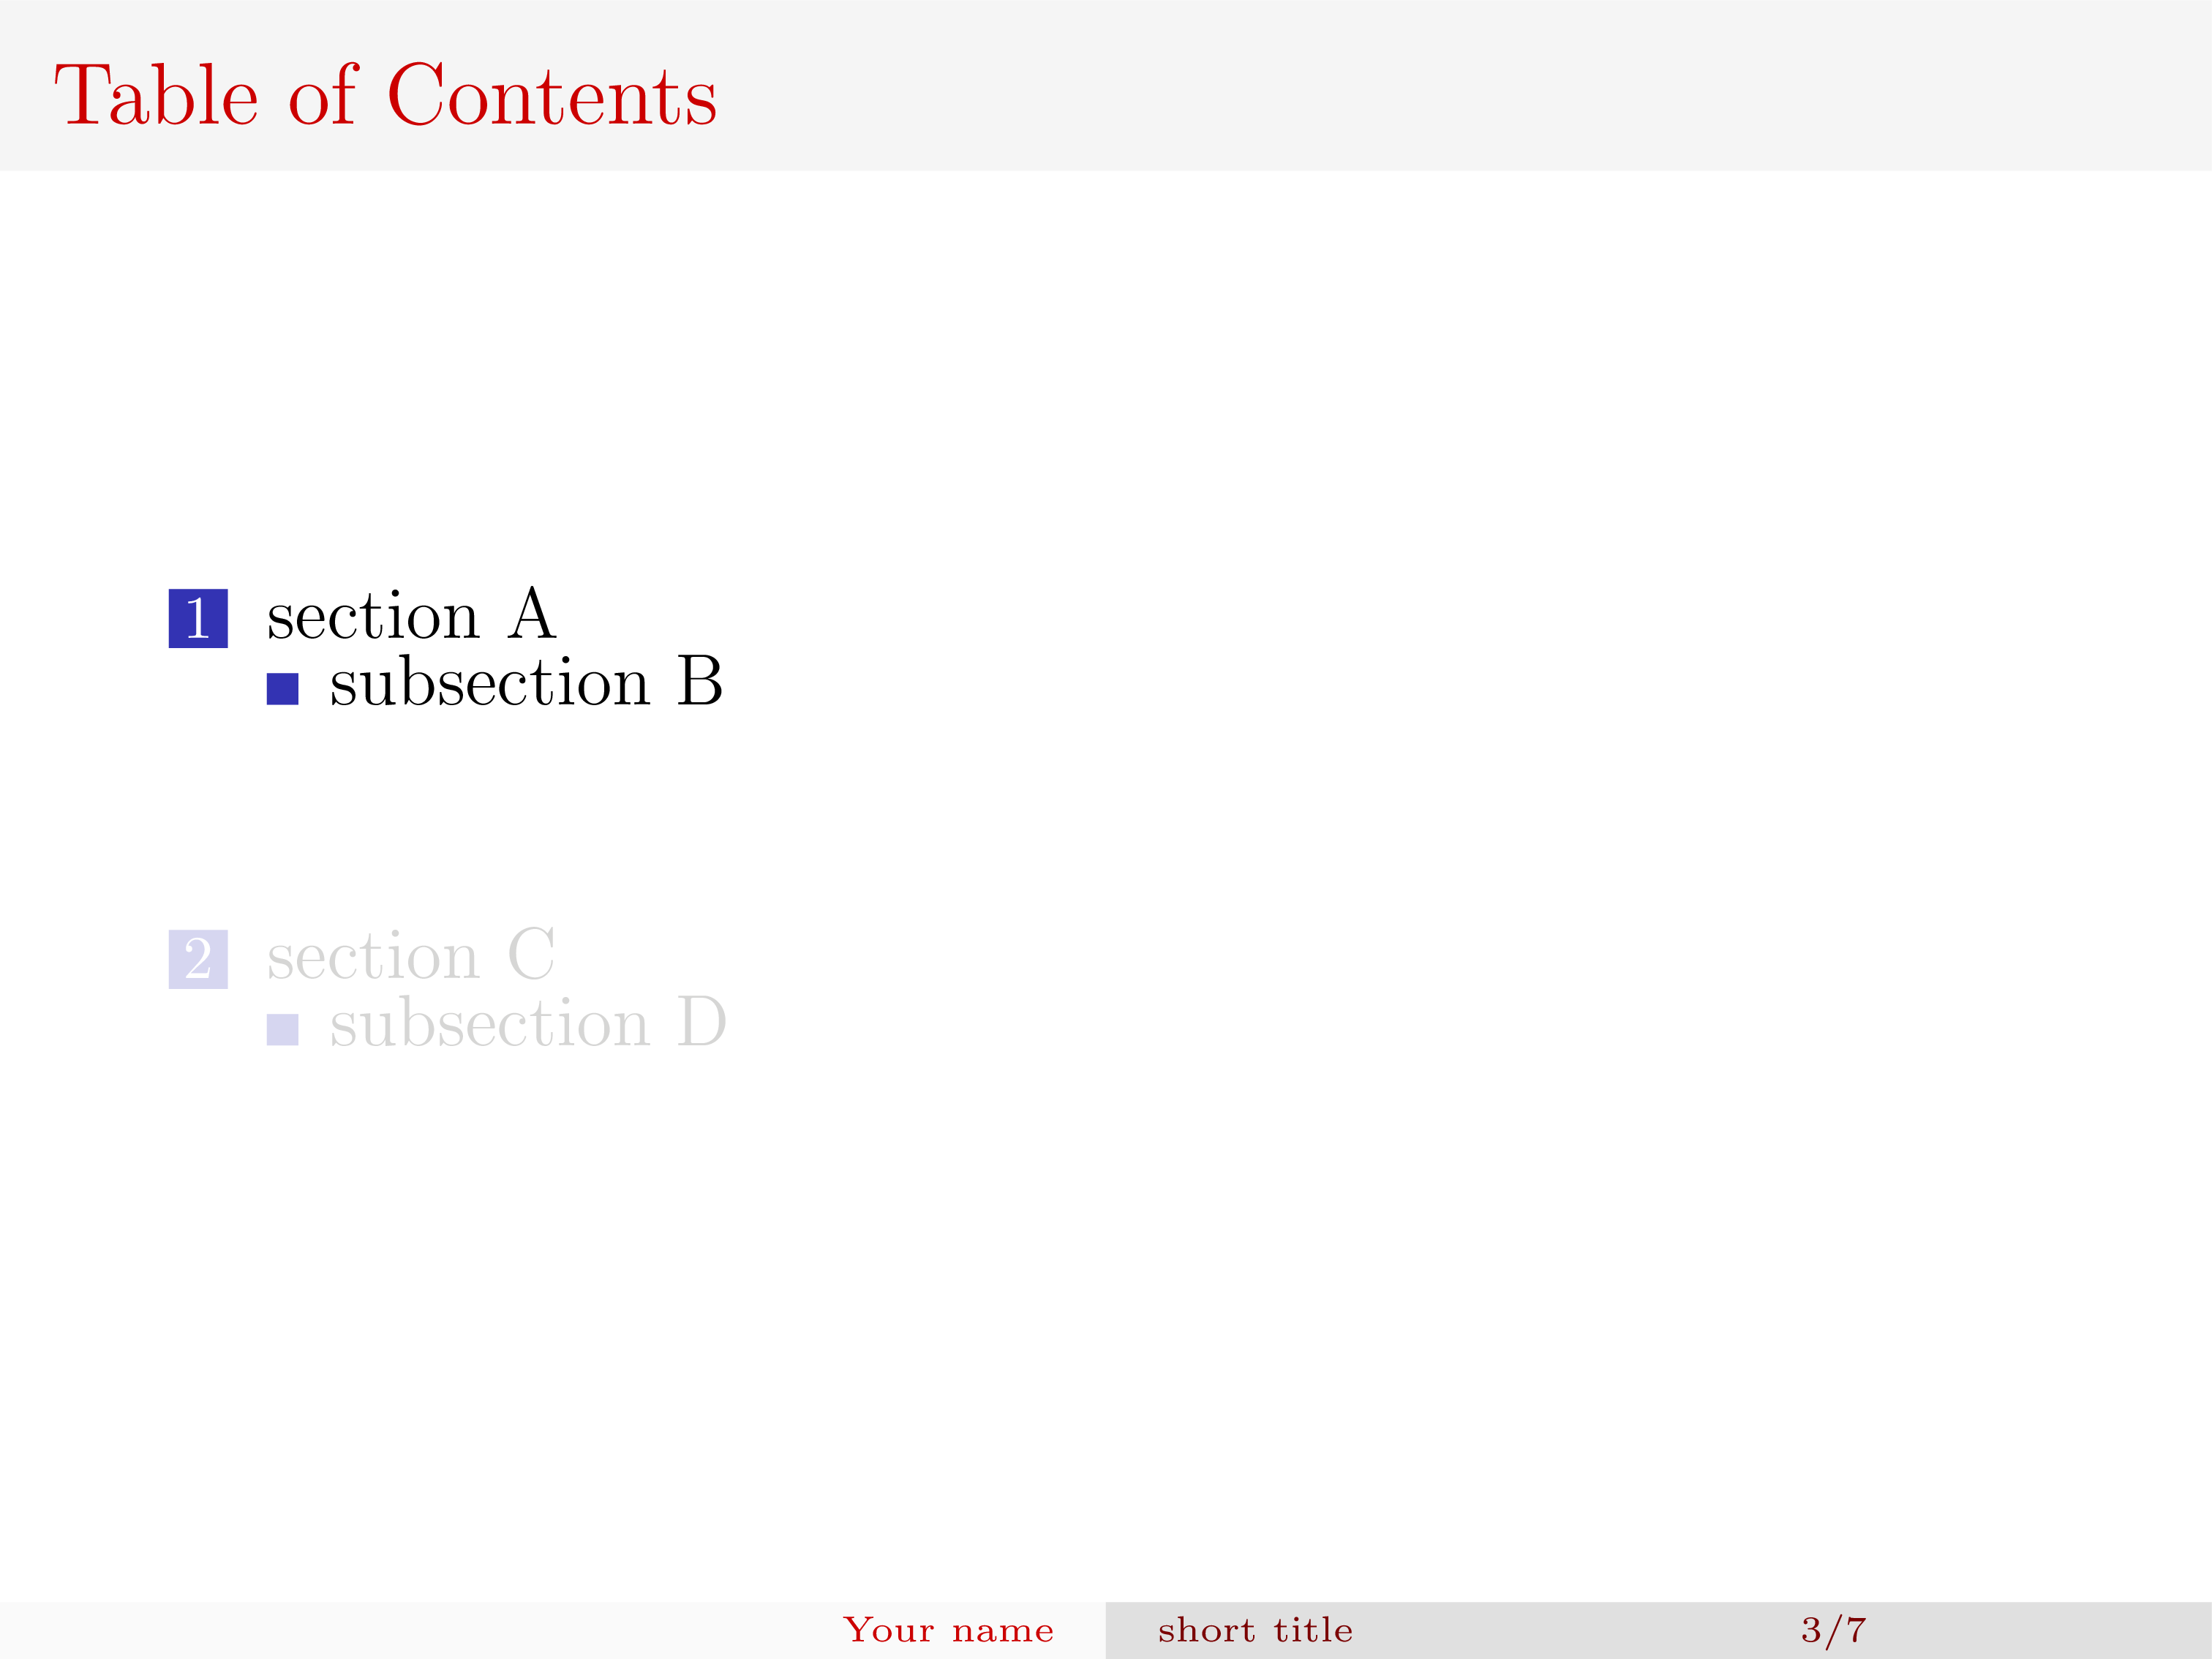 Table of Contents
1 section A
subsection B
2 section C
subsection D
Your name short title 3/7